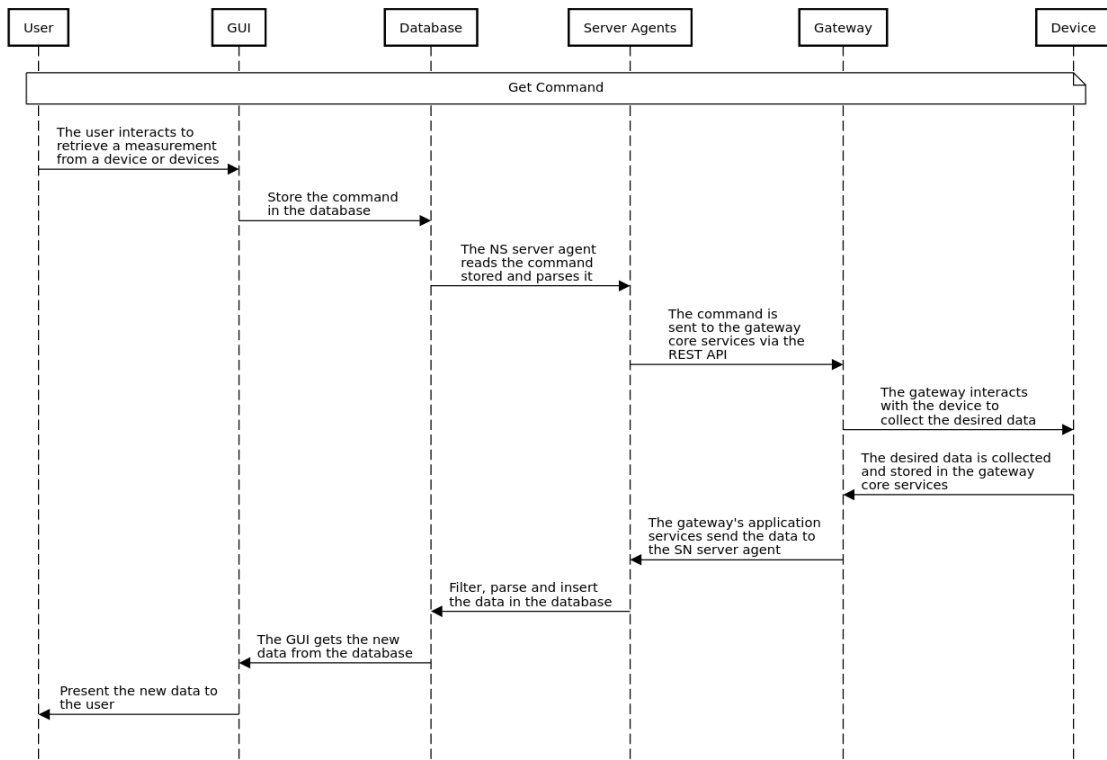 User
GUI
Database
Server Agents
Gateway
Device
Get Command
The user interacts to
retrieve a measurement
from a device or devices
Store the command
in the database
The NS server agent
reads the command
stored and parses it
The command is
sent to the gateway
core services via the
REST API
The gateway interacts
with the device to
collect the desired data
The desired data is collected
and stored in the gateway
core services
The gateway's application
services send the data to
the SN server agent
Filter, parse and insert
the data in the database
The GUI gets the new
data from the database
Present the new data to
the user